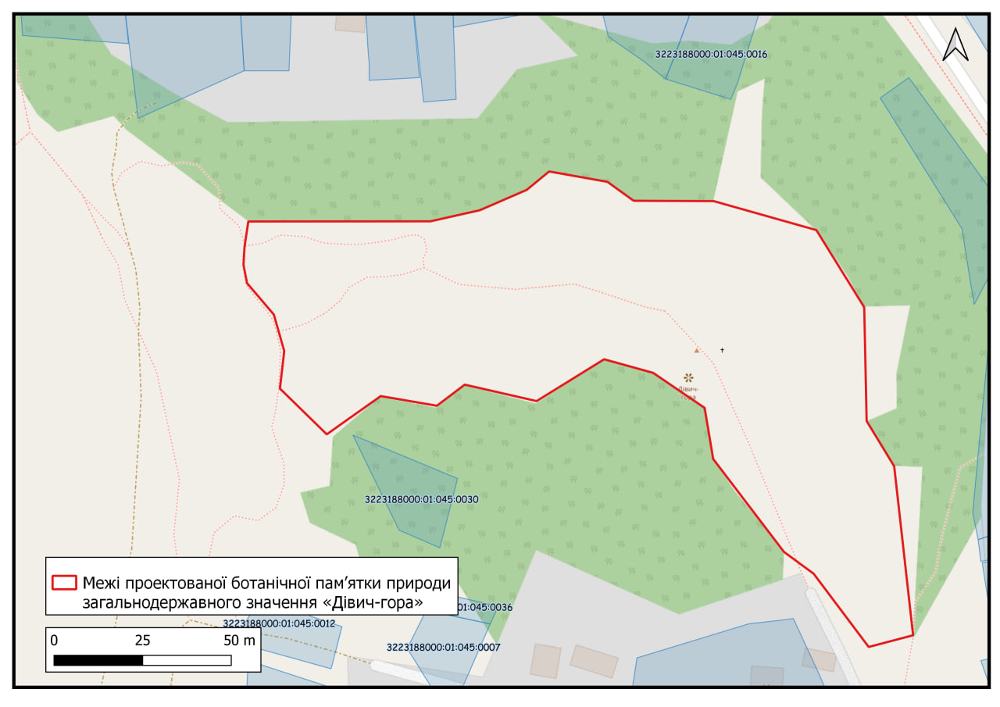 3223188000:01:045:0016
Дівич-
гора
3223188000:01:045:0030
Межі проектованої ботанічної пам’ятки природи
загальнодержавного значення «Дівич-гора»
01:045:0036
3223188000:01:045:0012
0 25 50 m
3223188000:01:045:0007